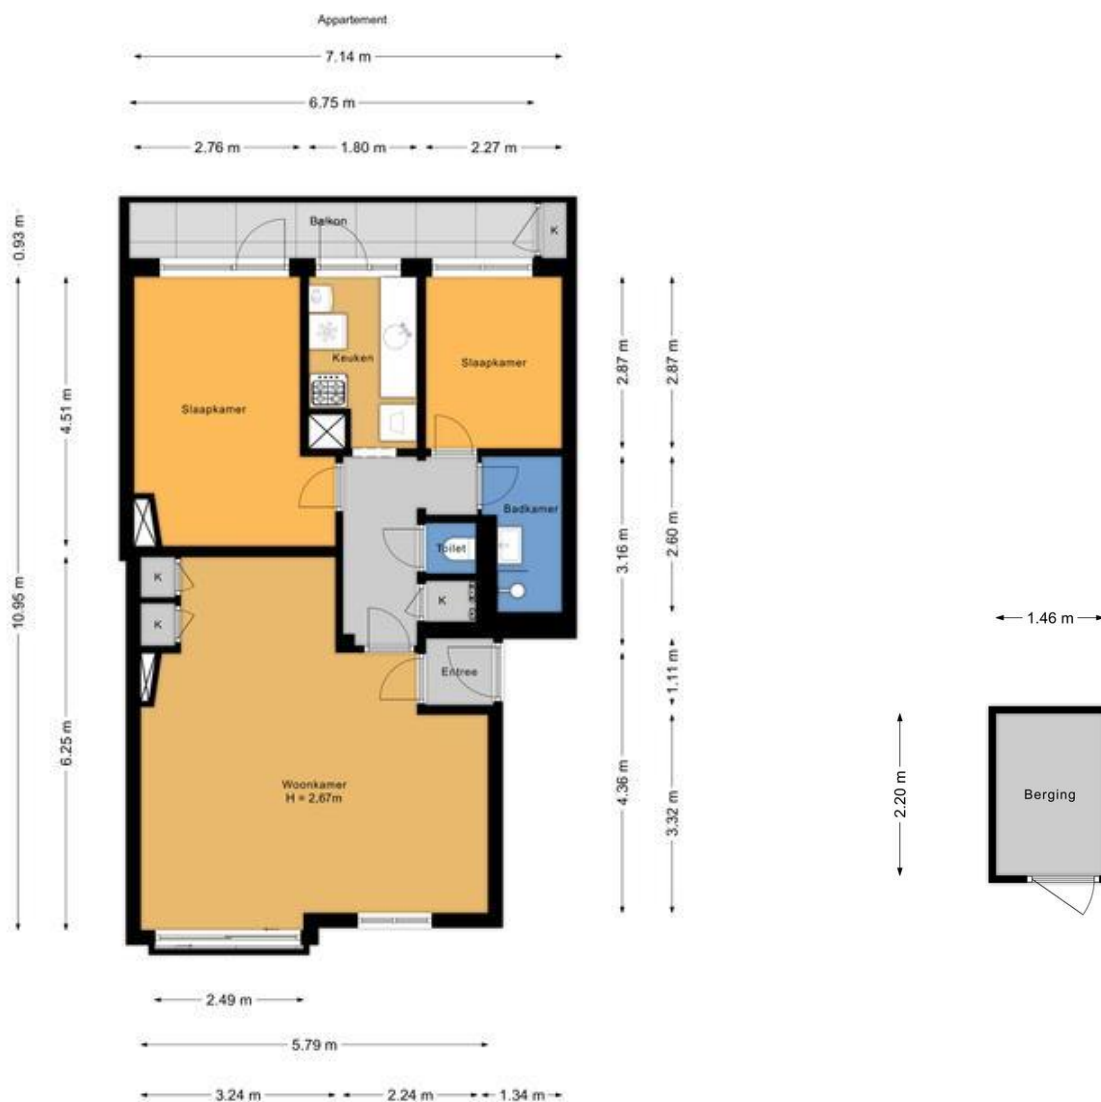 Appartement
7.14 m
6.75 m
2.76 m
1.80 m
2.27 m
0.93 m
Balkon
K
10.95 m
4.51 m
Slaapkamer
Keuken
Slaapkamer
2.87 m
2.87 m
Badkamer
Toilet
3.16 m
2.60 m
K
K
K
Entree
1.11 m
6.25 m
Woonkamer
H = 2,67m
4.36 m
3.32 m
1.46 m
2.20 m
Berging
2.49 m
5.79 m
3.24 m
2.24 m
1.34 m